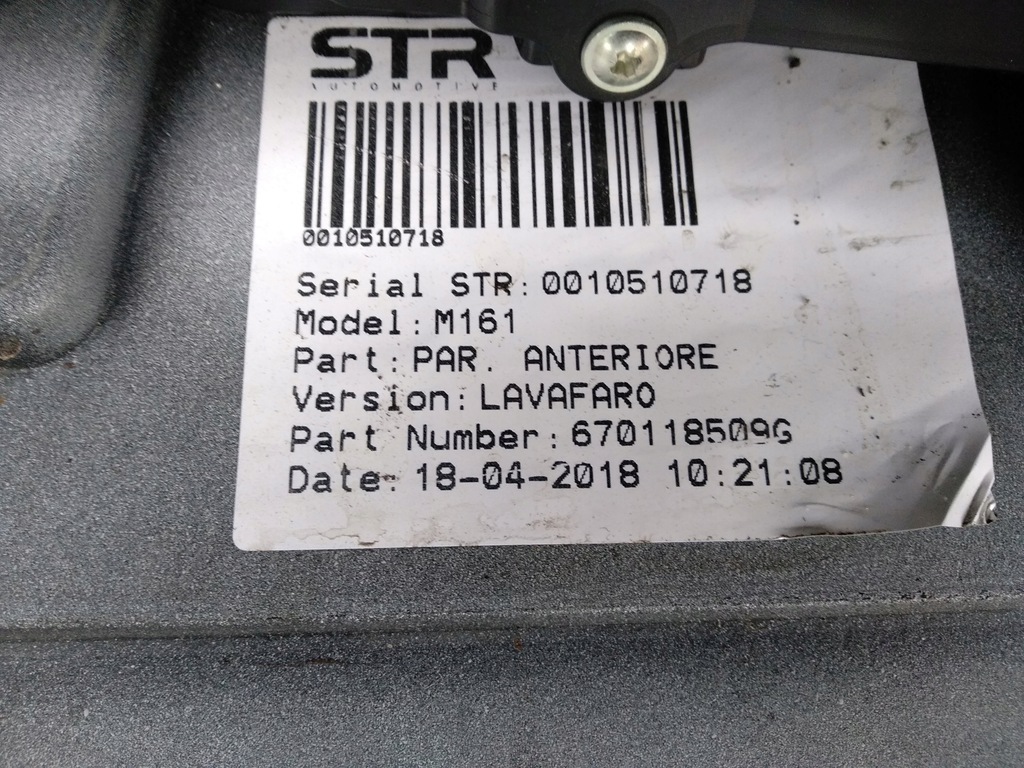 STR
AUTOMOTIVE
0010510718
Serial STR: 0010510718
Model: M161
Part: PAR. ANTERIORE
Version: LAVAFARO
Part Number: 670118509G
Date: 18-04-2018 10:21:08